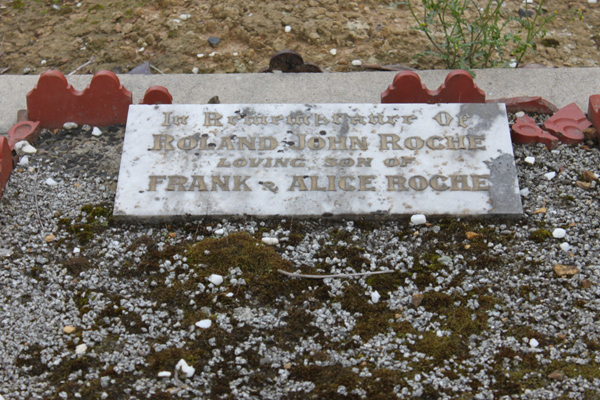 In Remembrance Of
ROLAND JOHN ROCHE
LOVING SON OF
FRANK & ALICE ROCHE